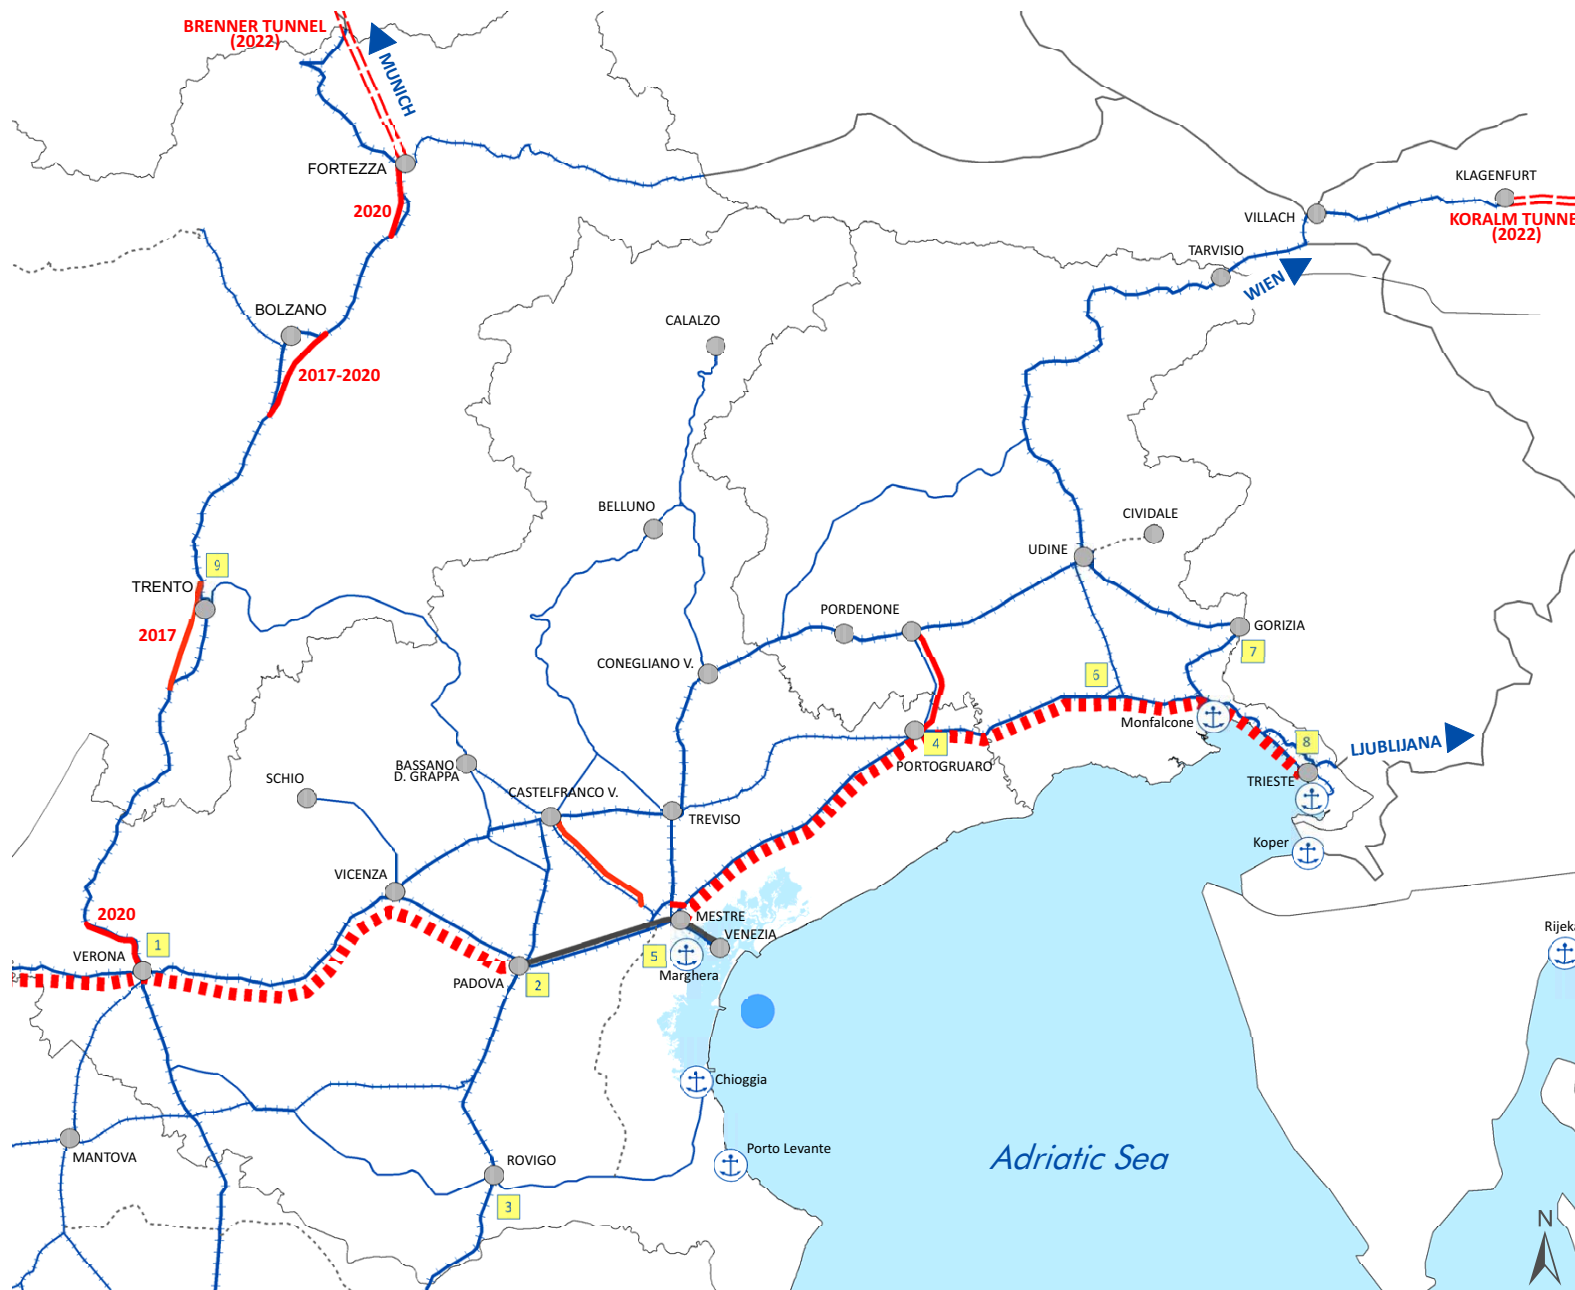 BRENNER TUNNEL
(2022)
MUNICH
FORTEZZA
2020
KLAGENFURT
VILLACH
KORALM TUNNE
(2022)
TARVISIO
WIEN
BOLZANO
CALALZO
2017-2020
BELLUNO
CIVIDALE
UDINE
9
TRENTO
PORDENONE
GORIZIA
2017
7
CONEGLIANO V.
6
Monfalcone
4
8
LJUBLIJANA
PORTOGRUARO
BASSANO
D. GRAPPA
SCHIO
TRIESTE
CASTELFRANCO V.
TREVISO
Koper
VICENZA
2020
MESTRE
Rijeka
VENEZIA
1
VERONA
5
Marghera
PADOVA
2
Chioggia
Porto Levante
Adriatic Sea
MANTOVA
ROVIGO
3
N